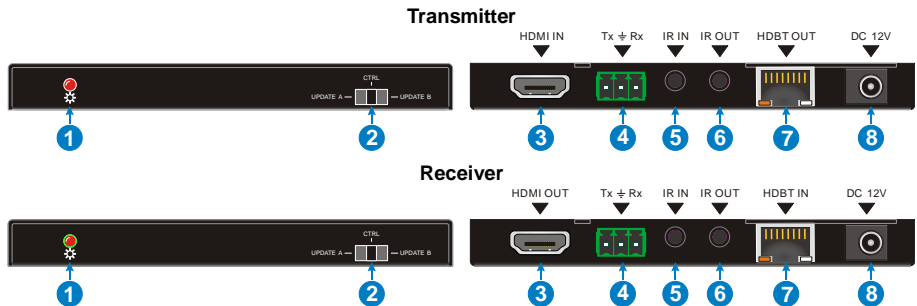 Transmitter
HDMI IN Tx ⏚ Rx IR IN IR OUT HDBT OUT DC 12V
CTRL
UPDATE A UPDATE B
1 2 3 4 5 6 7 8
Receiver
HDMI OUT Tx ⏚ Rx IR IN IR OUT HDBT IN DC 12V
CTRL
UPDATE A UPDATE B
1 2 3 4 5 6 7 8